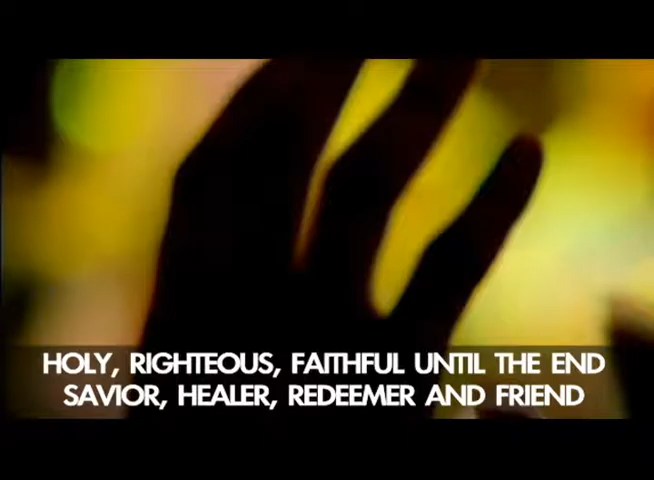 HOLY, RIGHTEOUS, FAITHFUL UNTIL THE END
SAVIOR, HEALER, REDEEMER AND FRIEND